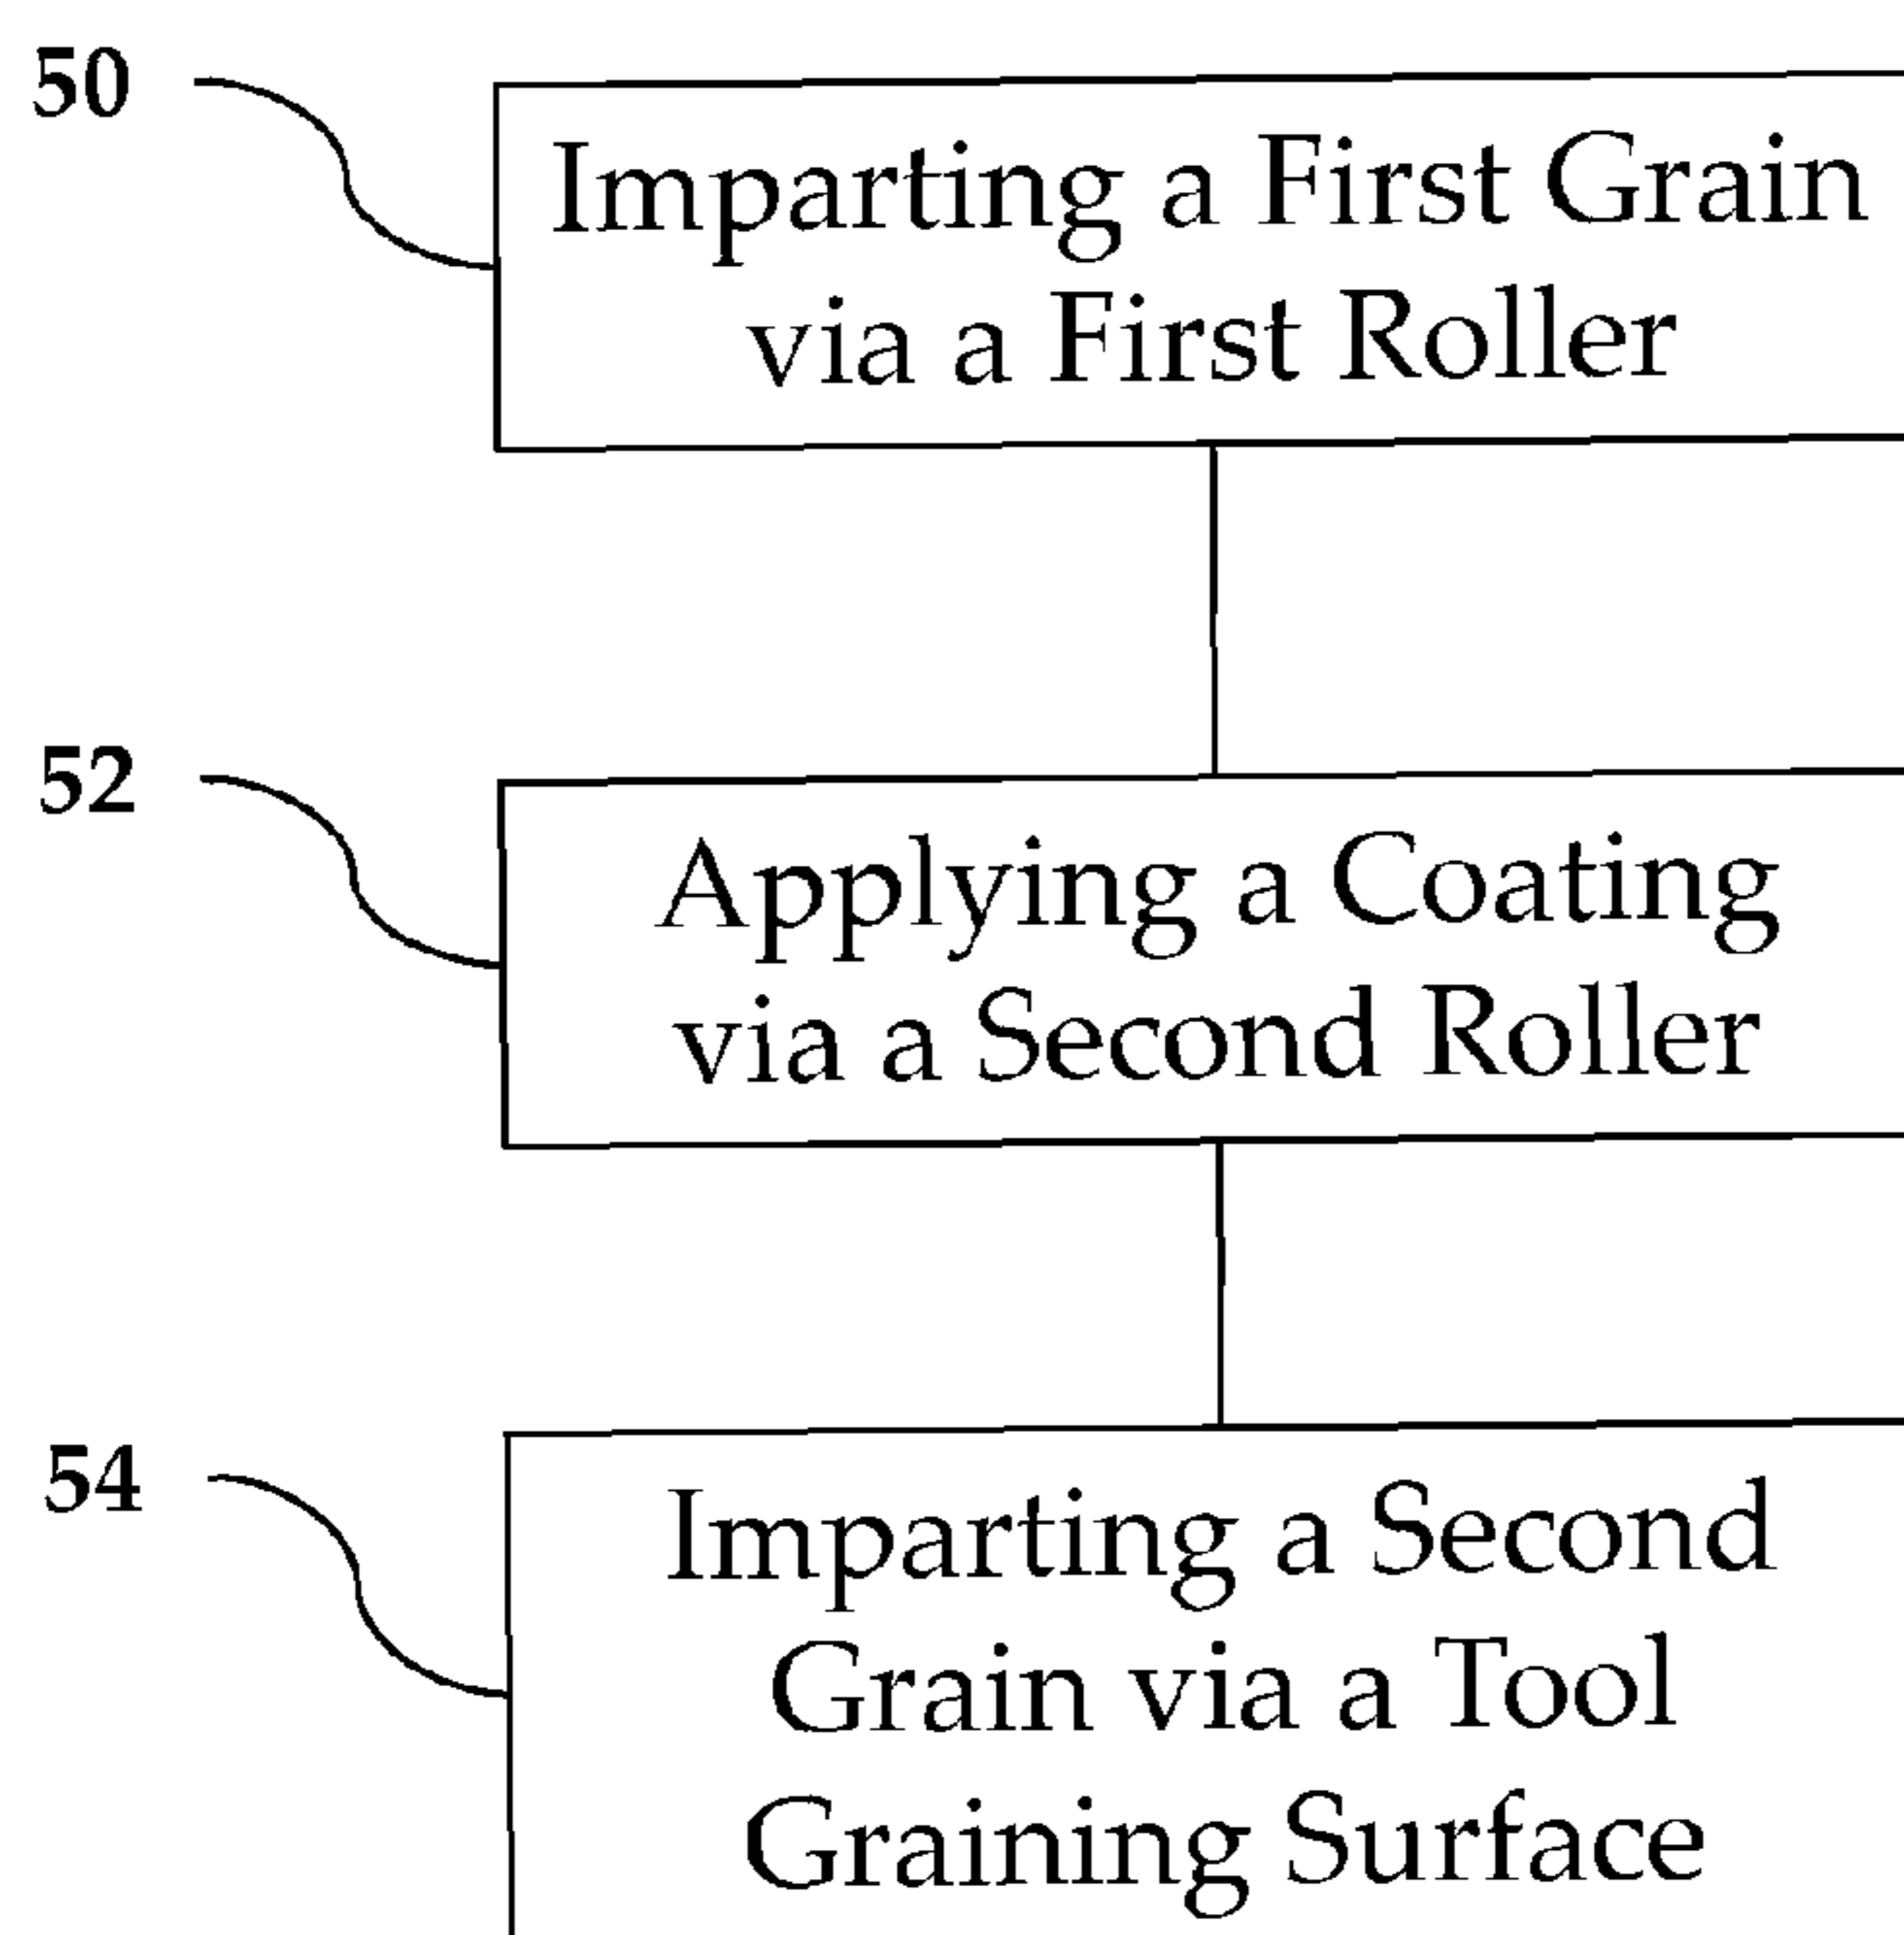 50
Imparting a First Grain
via a First Roller
52
Applying a Coating
via a Second Roller
54
Imparting a Second
Grain via a Tool
Graining Surface